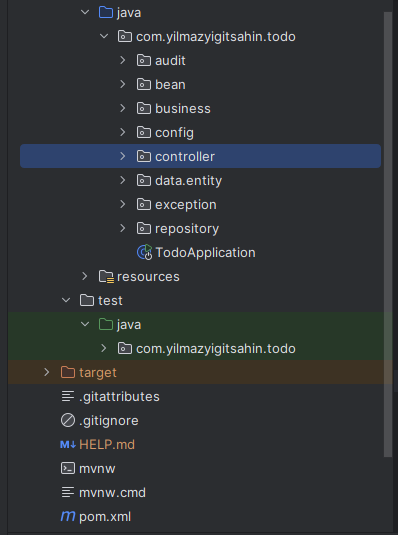 java
com.yilmazyigitsahin.todo
audit
bean
business
config
controller
data.entity
exception
repository
TodoApplication
resources
test
java
com.yilmazyigitsahin.todo
target
.gitattributes
.gitignore
M↓ HELP.md
mvnw
mvnw.cmd
m pom.xml